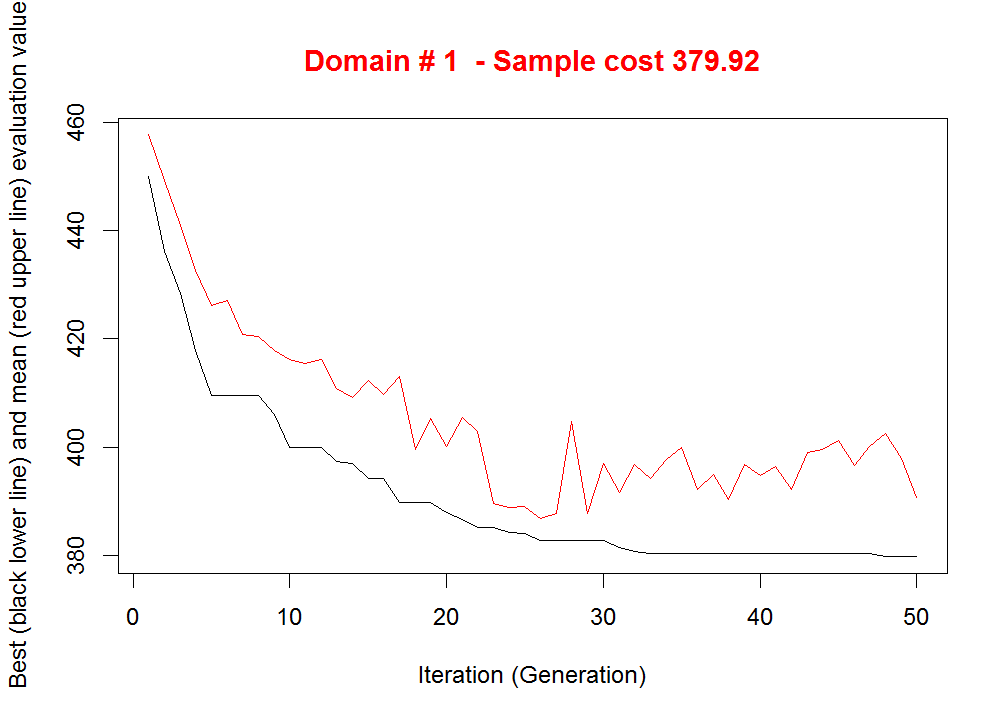 Domain # 1  - Sample cost 379.92
Best (black lower line) and mean (red upper line) evaluation value
460
440
420
400
380
0 10 20 30 40 50
Iteration (Generation)